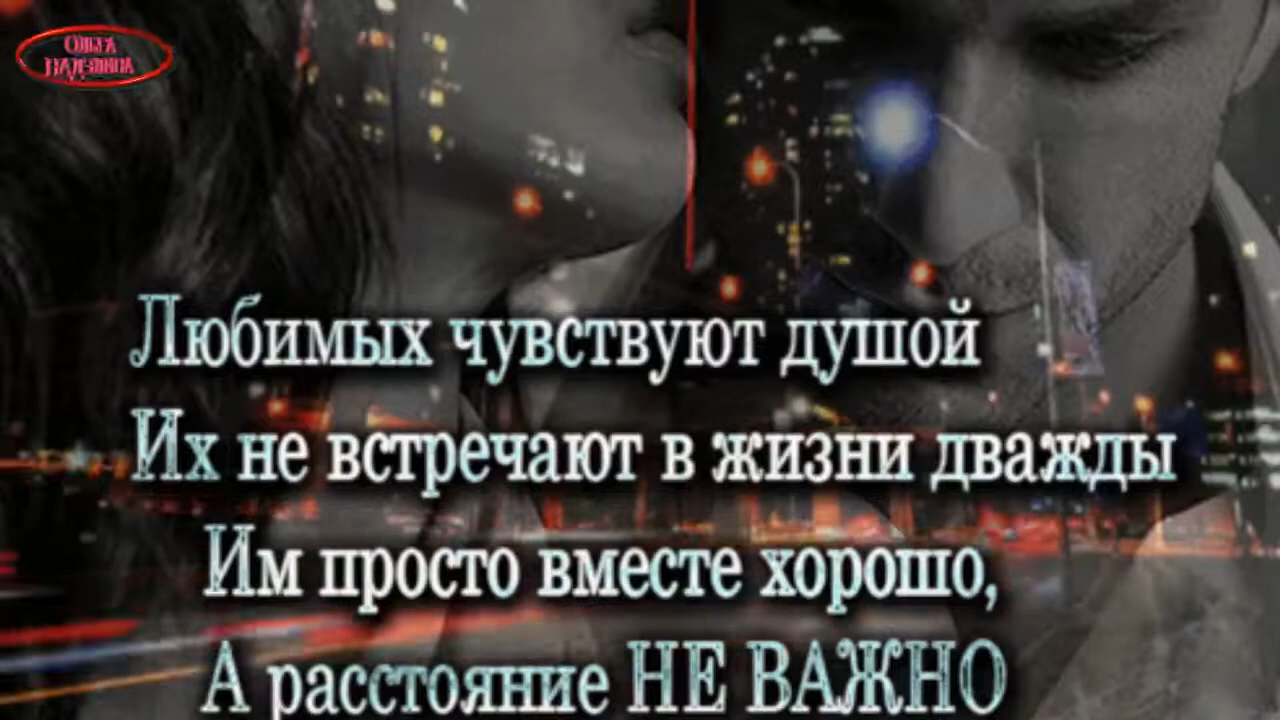 Любимых чувствуют душой
Их не встречают в жизни дважды
Им просто вместе хорошо,
А расстояние НЕ ВАЖНО